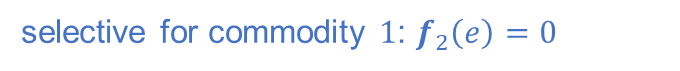 selective for commodity 1: 𝒇₂(𝑒) = 0